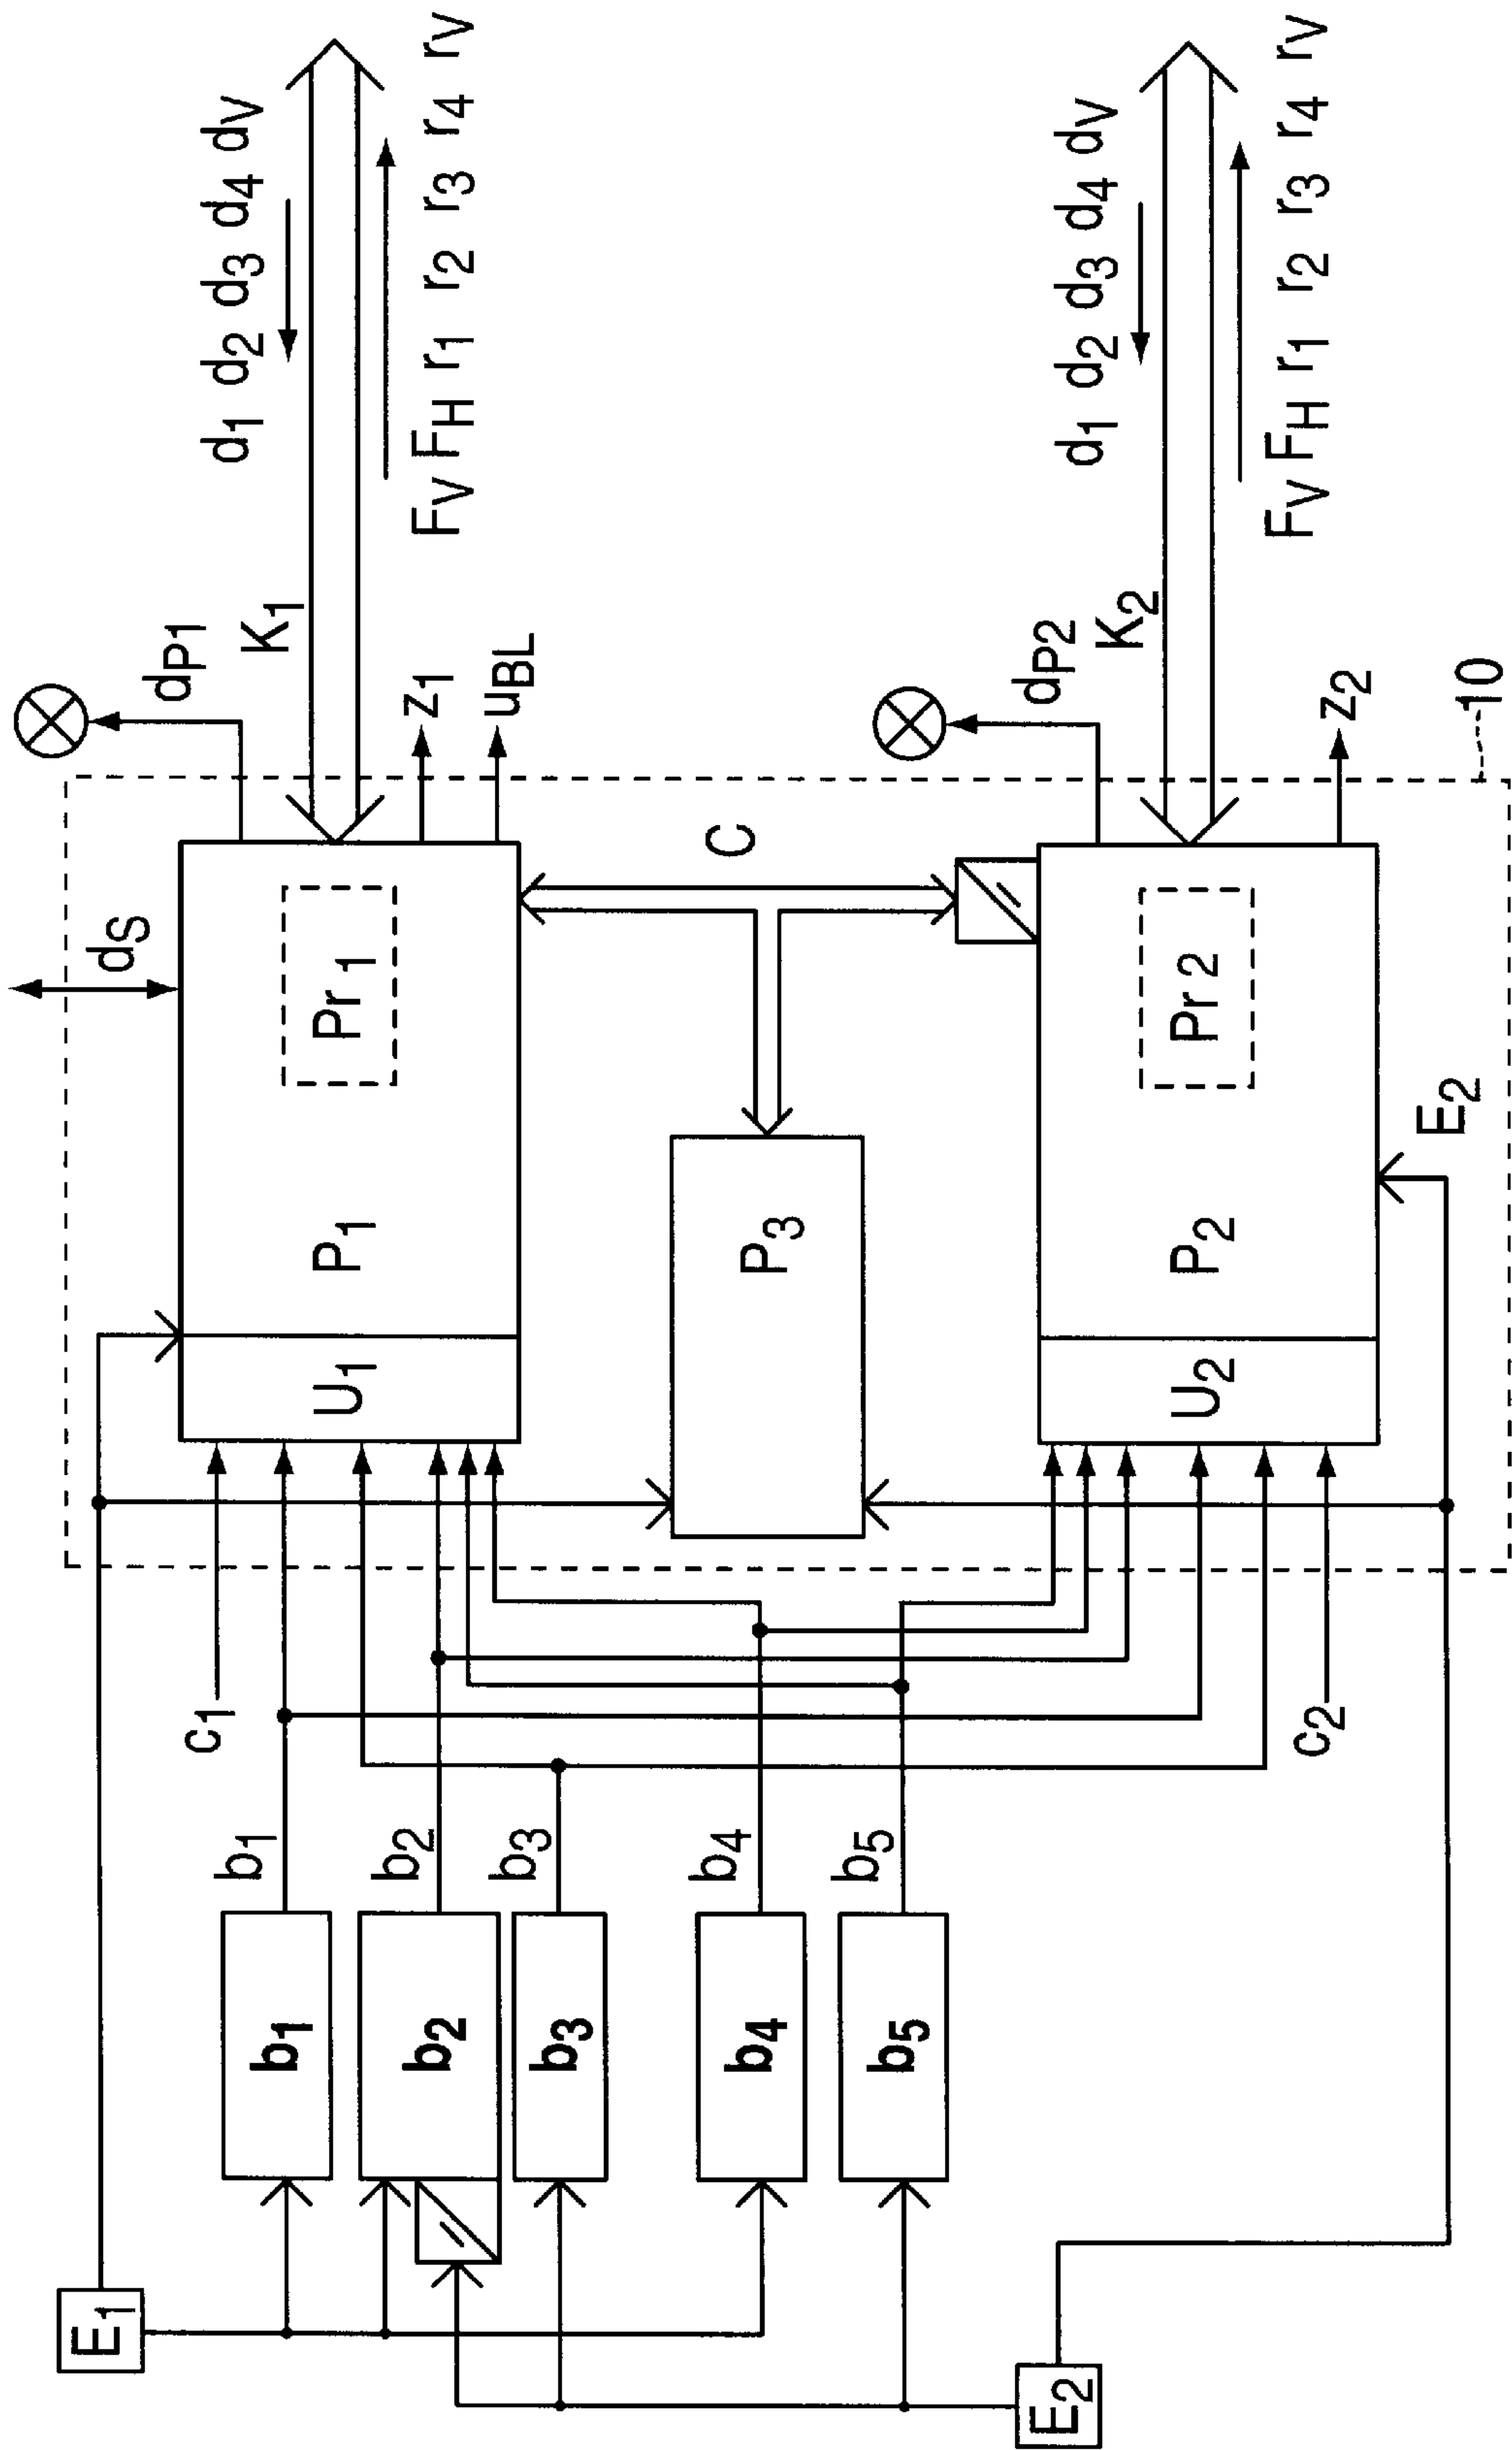 E1
E2
b1
b2
b3
b4
b5
b1
b2
b3
b4
b5
c1
c2
U1
P1
Pr1
dS
P3
C
U2
P2
Pr2
E2
10
dP1
K1
z1
uBL
d1 d2 d3 d4 dV
FV FH r1 r2 r3 r4 rV
dP2
K2
z2
d1 d2 d3 d4 dV
FV FH r1 r2 r3 r4 rV